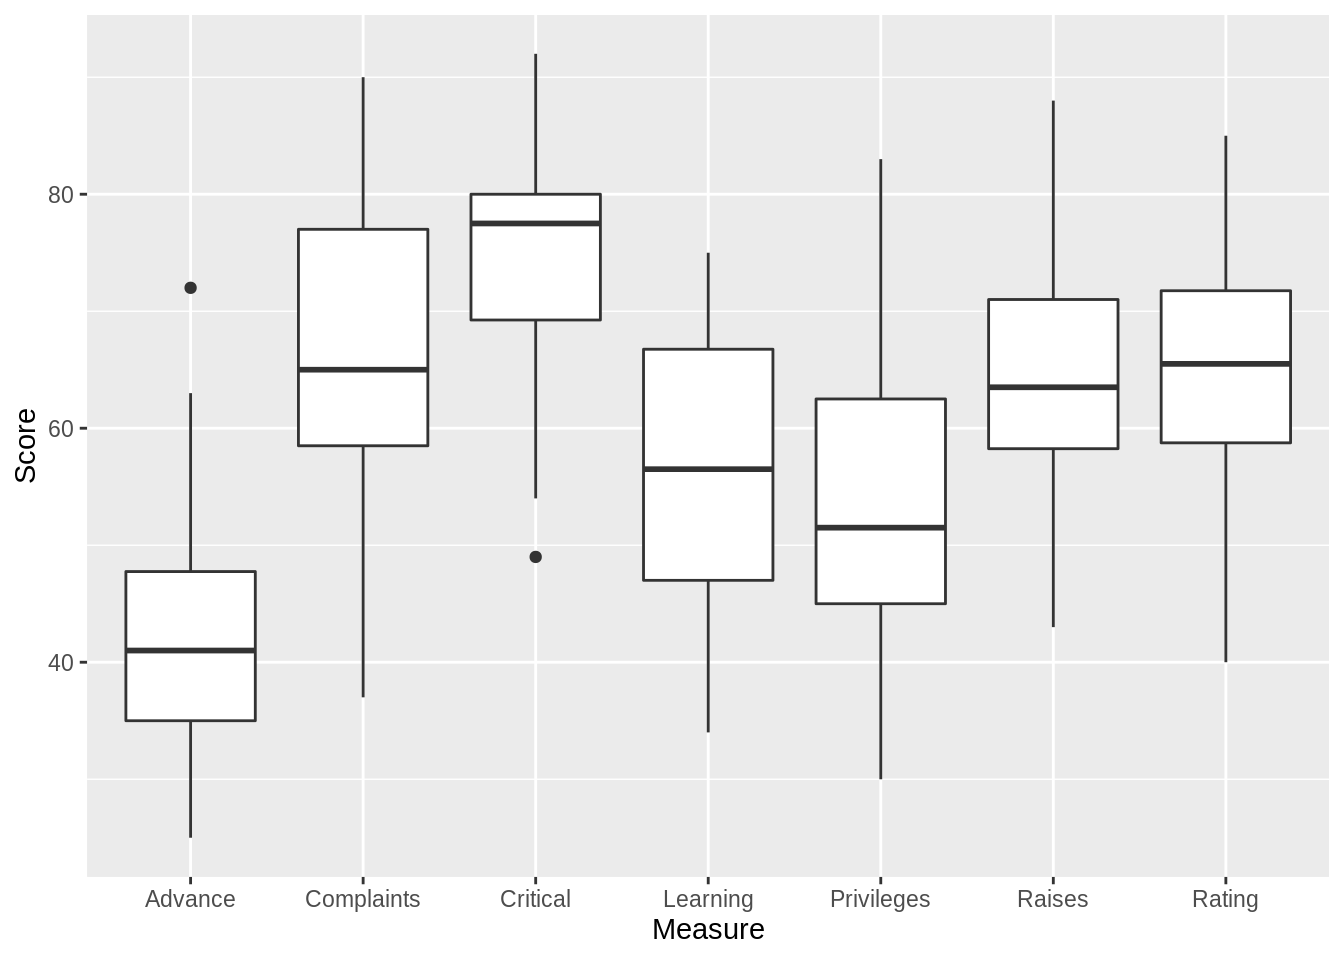 Score
80
60
40
Advance Complaints Critical Learning Privileges Raises Rating
Measure